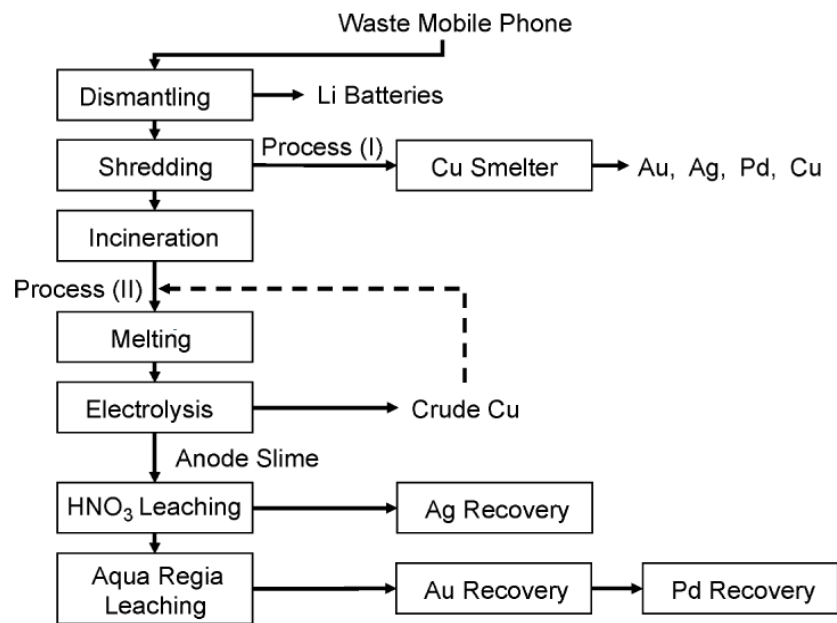 Waste Mobile Phone
Dismantling
Li Batteries
Shredding
Process (I)
Cu Smelter
Au, Ag, Pd, Cu
Incineration
Process (II)
Melting
Electrolysis
Crude Cu
Anode Slime
HNO₃ Leaching
Ag Recovery
Aqua Regia
Leaching
Au Recovery
Pd Recovery